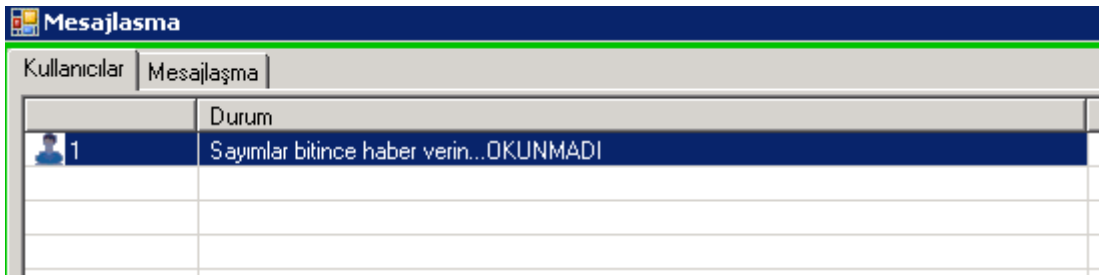 Mesajlasma
Kullanıcılar Mesajlaşma
Durum
1 Sayımlar bitince haber verin...OKUNMADI